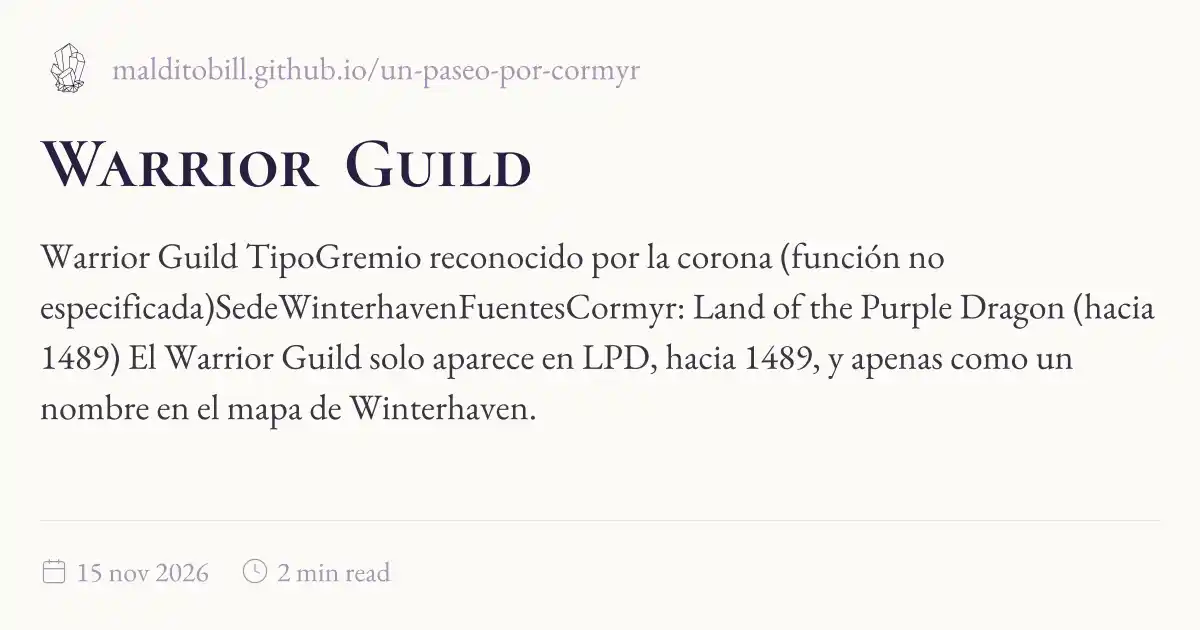 malditobill.github.io/un-paseo-por-cormyr
Warrior Guild
Warrior Guild TipoGremio reconocido por la corona (función no
especificada)SedeWinterhavenFuentesCormyr: Land of the Purple Dragon (hacia
1489) El Warrior Guild solo aparece en LPD, hacia 1489, y apenas como un
nombre en el mapa de Winterhaven.
15 nov 2026 2 min read